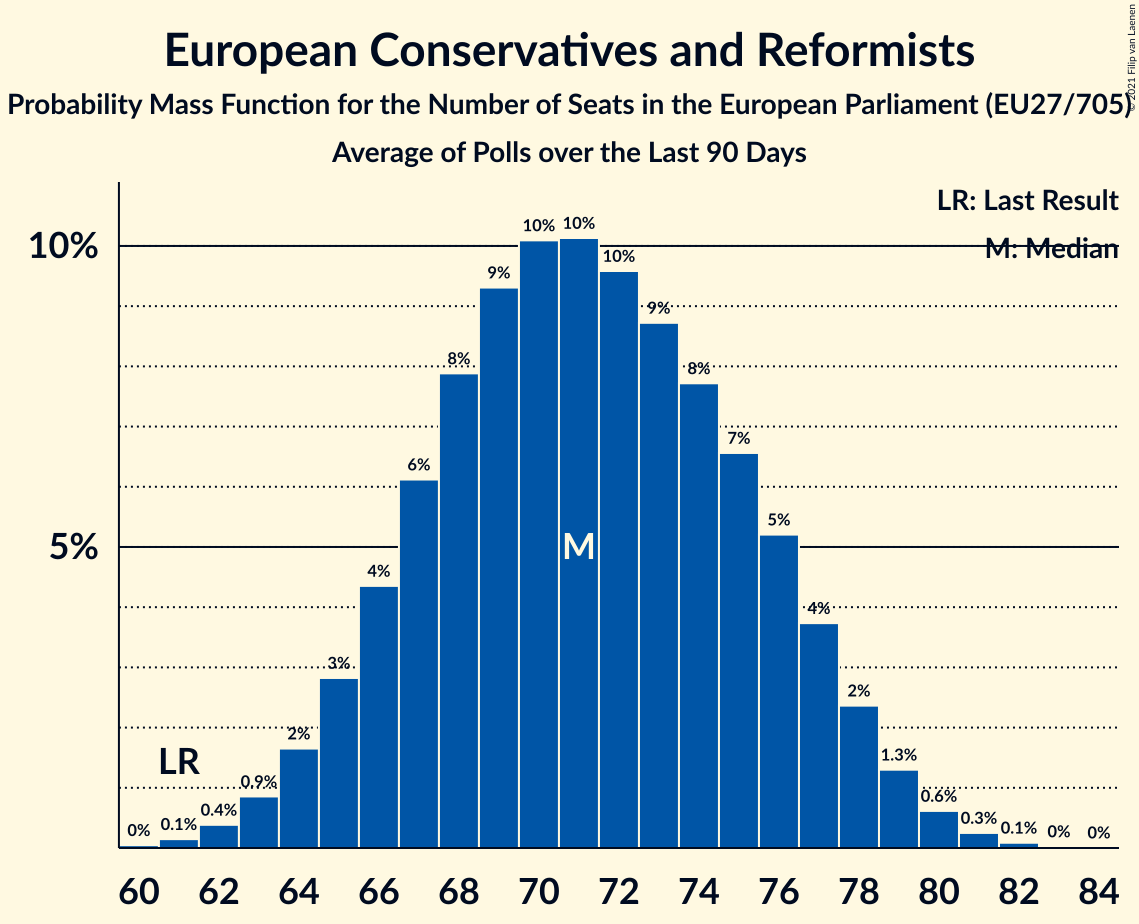 European Conservatives and Reformists
Probability Mass Function for the Number of Seats in the European Parliament (EU27/705)
Average of Polls over the Last 90 Days
© 2021 Filip van Laenen
LR: Last Result
M: Median
10%
5%
0% 0.1% 0.4% 0.9% 2% 3% 4% 6% 8% 9% 10% 10% 10% 9% 8% 7% 5% 4% 2% 1.3% 0.6% 0.3% 0.1% 0% 0%
LR
M
60 62 64 66 68 70 72 74 76 78 80 82 84